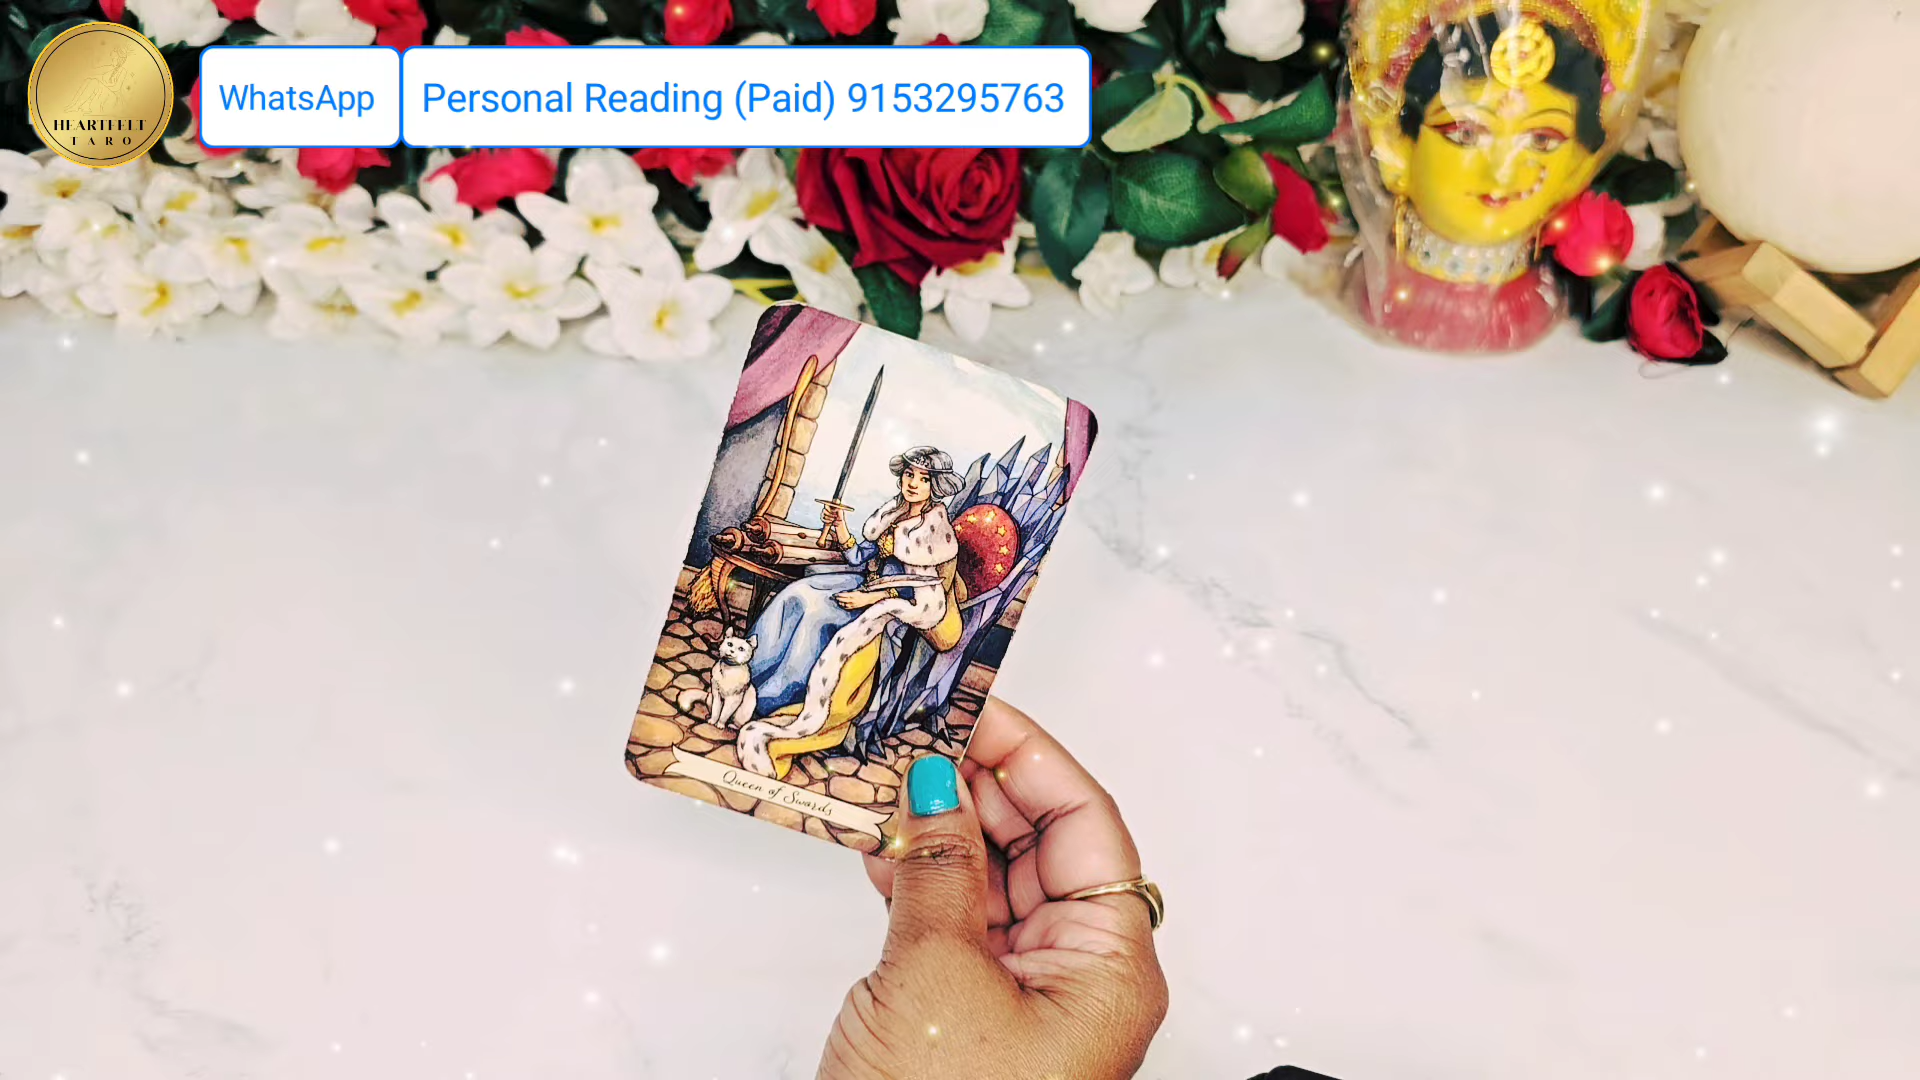 HEARTFELT
TARO
WhatsApp
Personal Reading (Paid) 9153295763
Queen of Swords